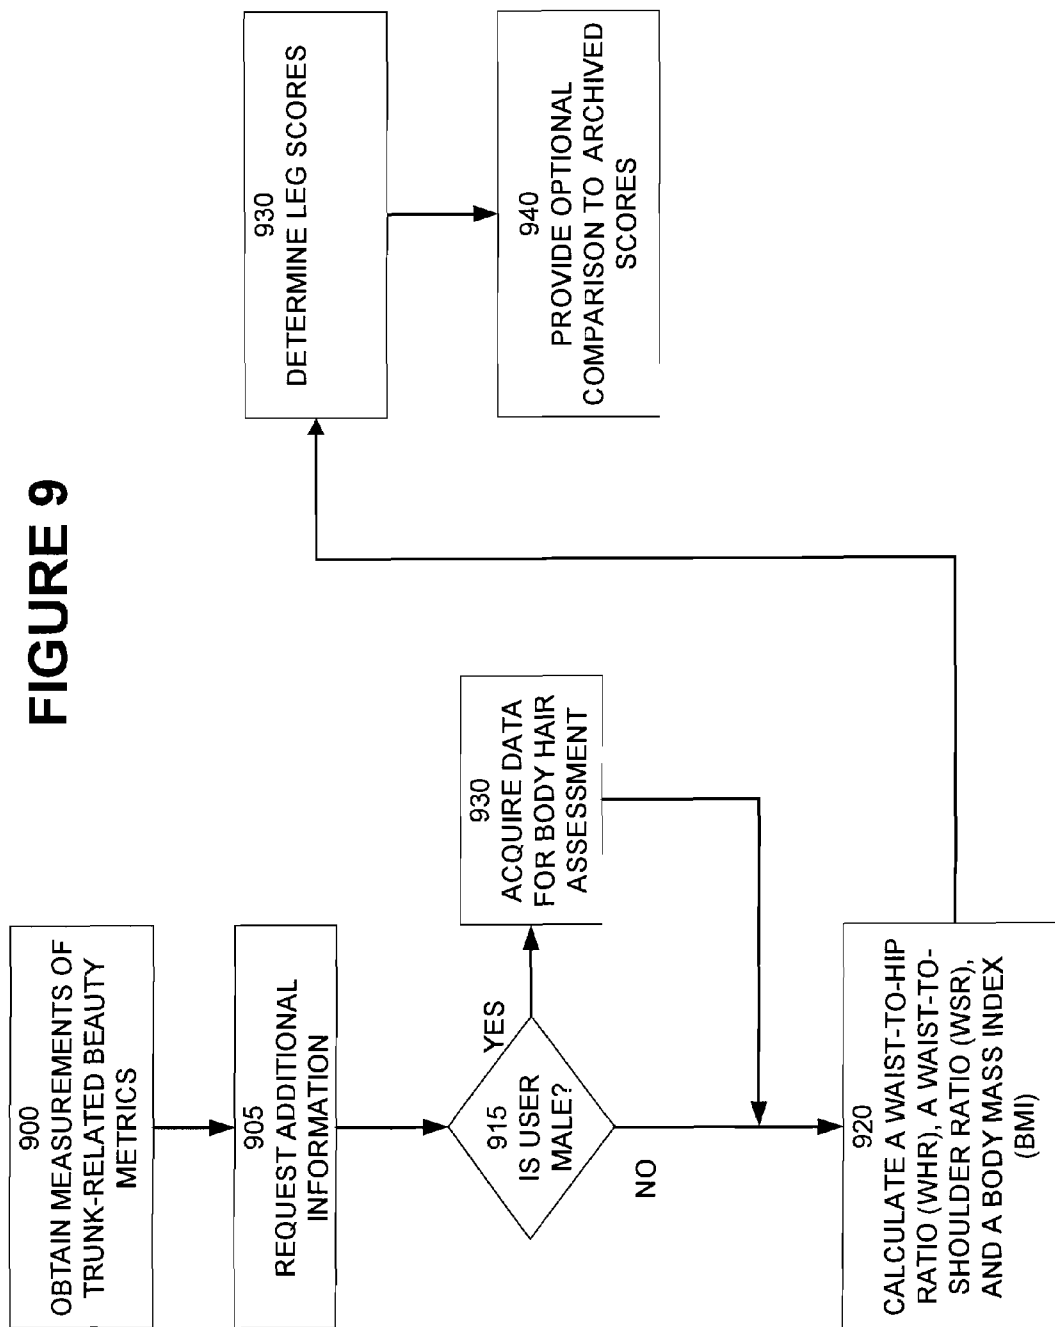 FIGURE 9
900
OBTAIN MEASUREMENTS OF
TRUNK-RELATED BEAUTY
METRICS
905
REQUEST ADDITIONAL
INFORMATION
915
IS USER
MALE?
YES
NO
930
ACQUIRE DATA
FOR BODY HAIR
ASSESSMENT
920
CALCULATE A WAIST-TO-HIP
RATIO (WHR), A WAIST-TO-
SHOULDER RATIO (WSR),
AND A BODY MASS INDEX
(BMI)
930
DETERMINE LEG SCORES
940
PROVIDE OPTIONAL
COMPARISON TO ARCHIVED
SCORES